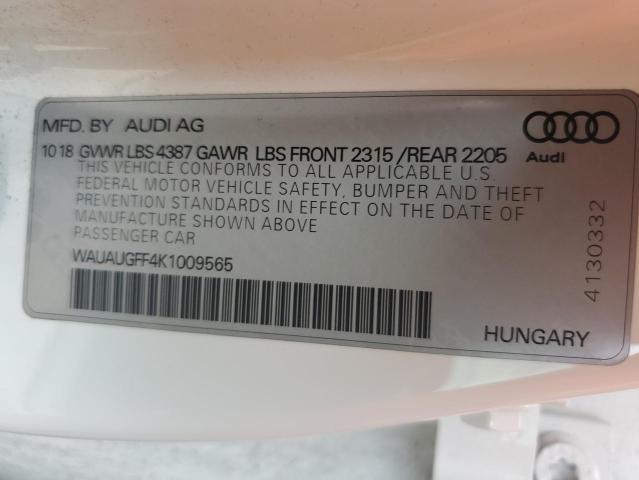 MFD. BY AUDI AG
10 18 GVWR LBS 4387 GAWR LBS FRONT 2315 /REAR 2205
THIS VEHICLE CONFORMS TO ALL APPLICABLE U.S.
FEDERAL MOTOR VEHICLE SAFETY, BUMPER AND THEFT
PREVENTION STANDARDS IN EFFECT ON THE DATE OF
MANUFACTURE SHOWN ABOVE
PASSENGER CAR
WAUAUGFF4K1009565
HUNGARY
Audi
4130332